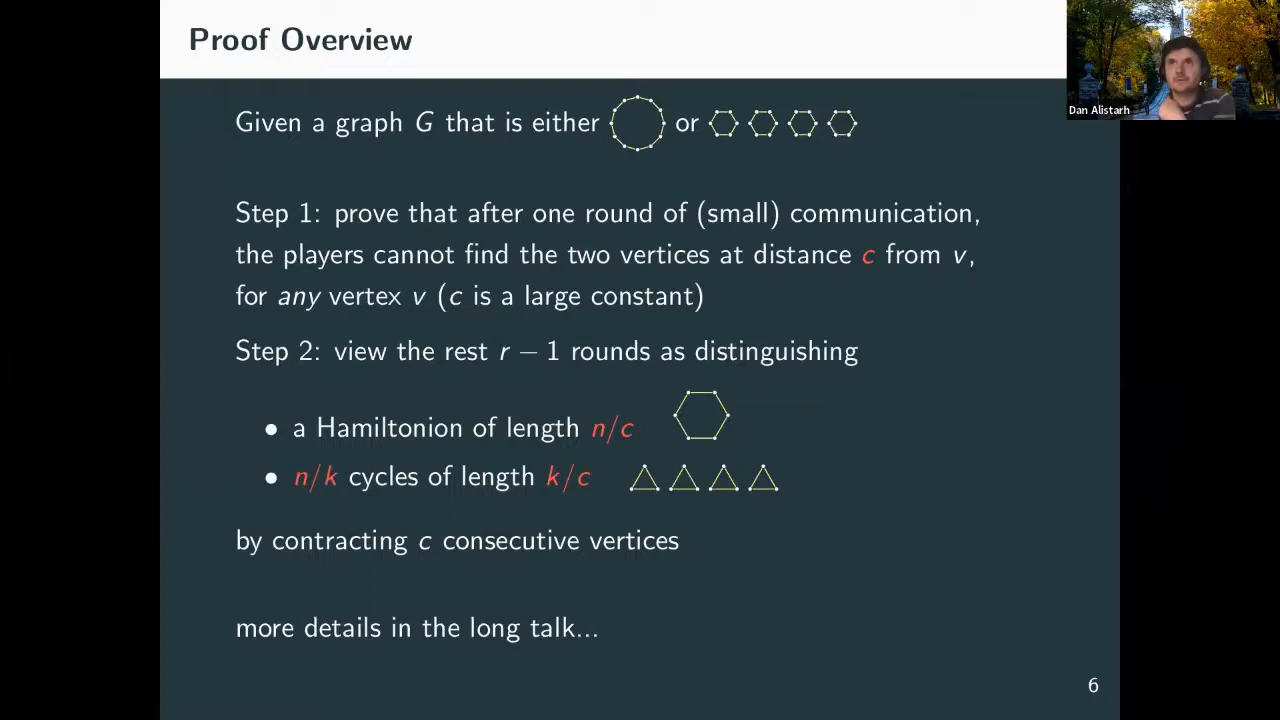 Proof Overview
Dan Alistarh
Given a graph G that is either or
Step 1: prove that after one round of (small) communication,
the players cannot find the two vertices at distance c from v,
for any vertex v (c is a large constant)
Step 2: view the rest r − 1 rounds as distinguishing
• a Hamiltonion of length n/c
• n/k cycles of length k/c
by contracting c consecutive vertices
more details in the long talk...
6